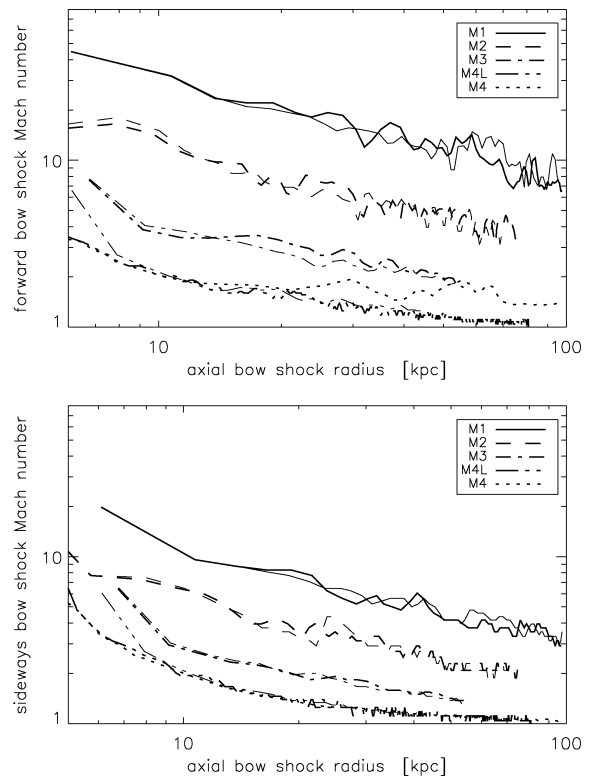 forward bow shock Mach number
10
1
M1
M2
M3
M4L
M4
10
100
axial bow shock radius [kpc]
sideways bow shock Mach number
10
1
M1
M2
M3
M4L
M4
10
100
axial bow shock radius [kpc]